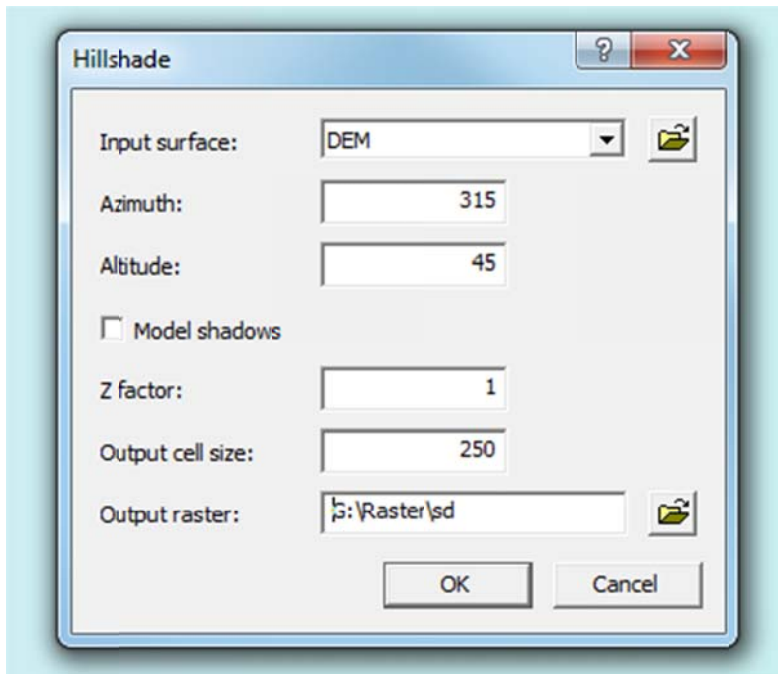 Hillshade
?
Input surface: DEM
Azimuth: 315
Altitude: 45
Model shadows
Z factor: 1
Output cell size: 250
Output raster: G:\Raster\sd
OK Cancel